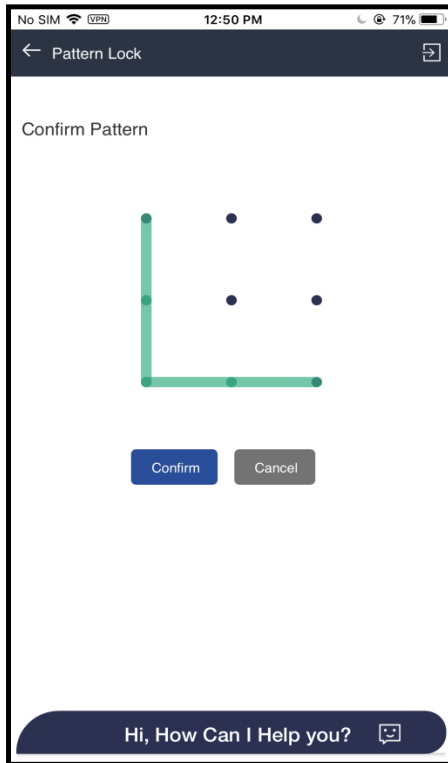 No SIM VPN 12:50 PM 71%
Pattern Lock
Confirm Pattern
Confirm Cancel
Hi, How Can I Help you?